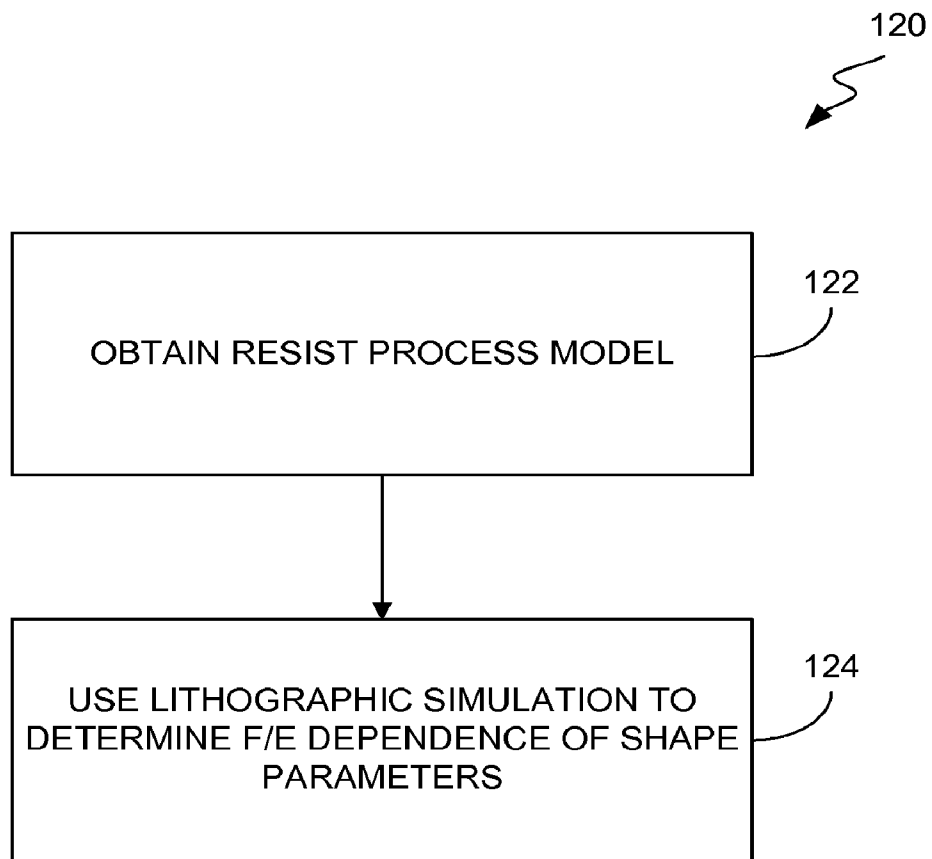 120
122
OBTAIN RESIST PROCESS MODEL
124
USE LITHOGRAPHIC SIMULATION TO
DETERMINE F/E DEPENDENCE OF SHAPE
PARAMETERS